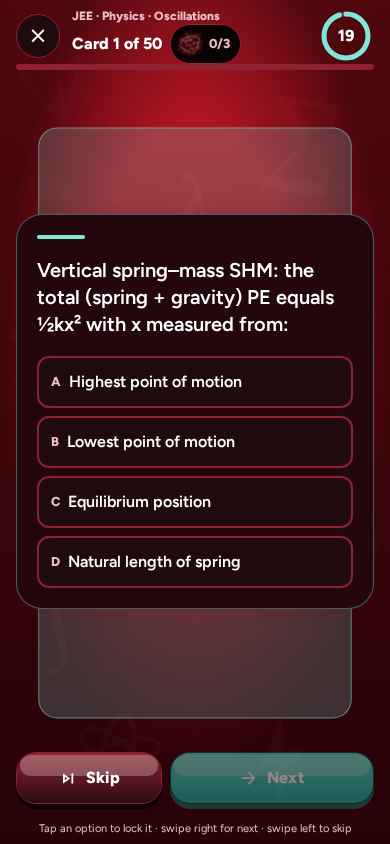 JEE · Physics · Oscillations
Card 1 of 50
0/3
19
Vertical spring–mass SHM: the
total (spring + gravity) PE equals
½kx² with x measured from:
A Highest point of motion
B Lowest point of motion
C Equilibrium position
D Natural length of spring
Skip
Next
Tap an option to lock it · swipe right for next · swipe left to skip